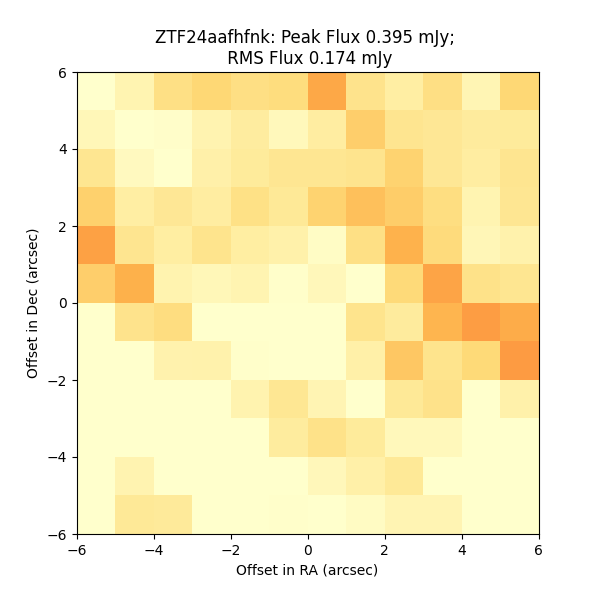 ZTF24aafhfnk: Peak Flux 0.395 mJy;
RMS Flux 0.174 mJy
6
4
2
0
−2
−4
−6
Offset in Dec (arcsec)
−6 −4 −2 0 2 4 6
Offset in RA (arcsec)